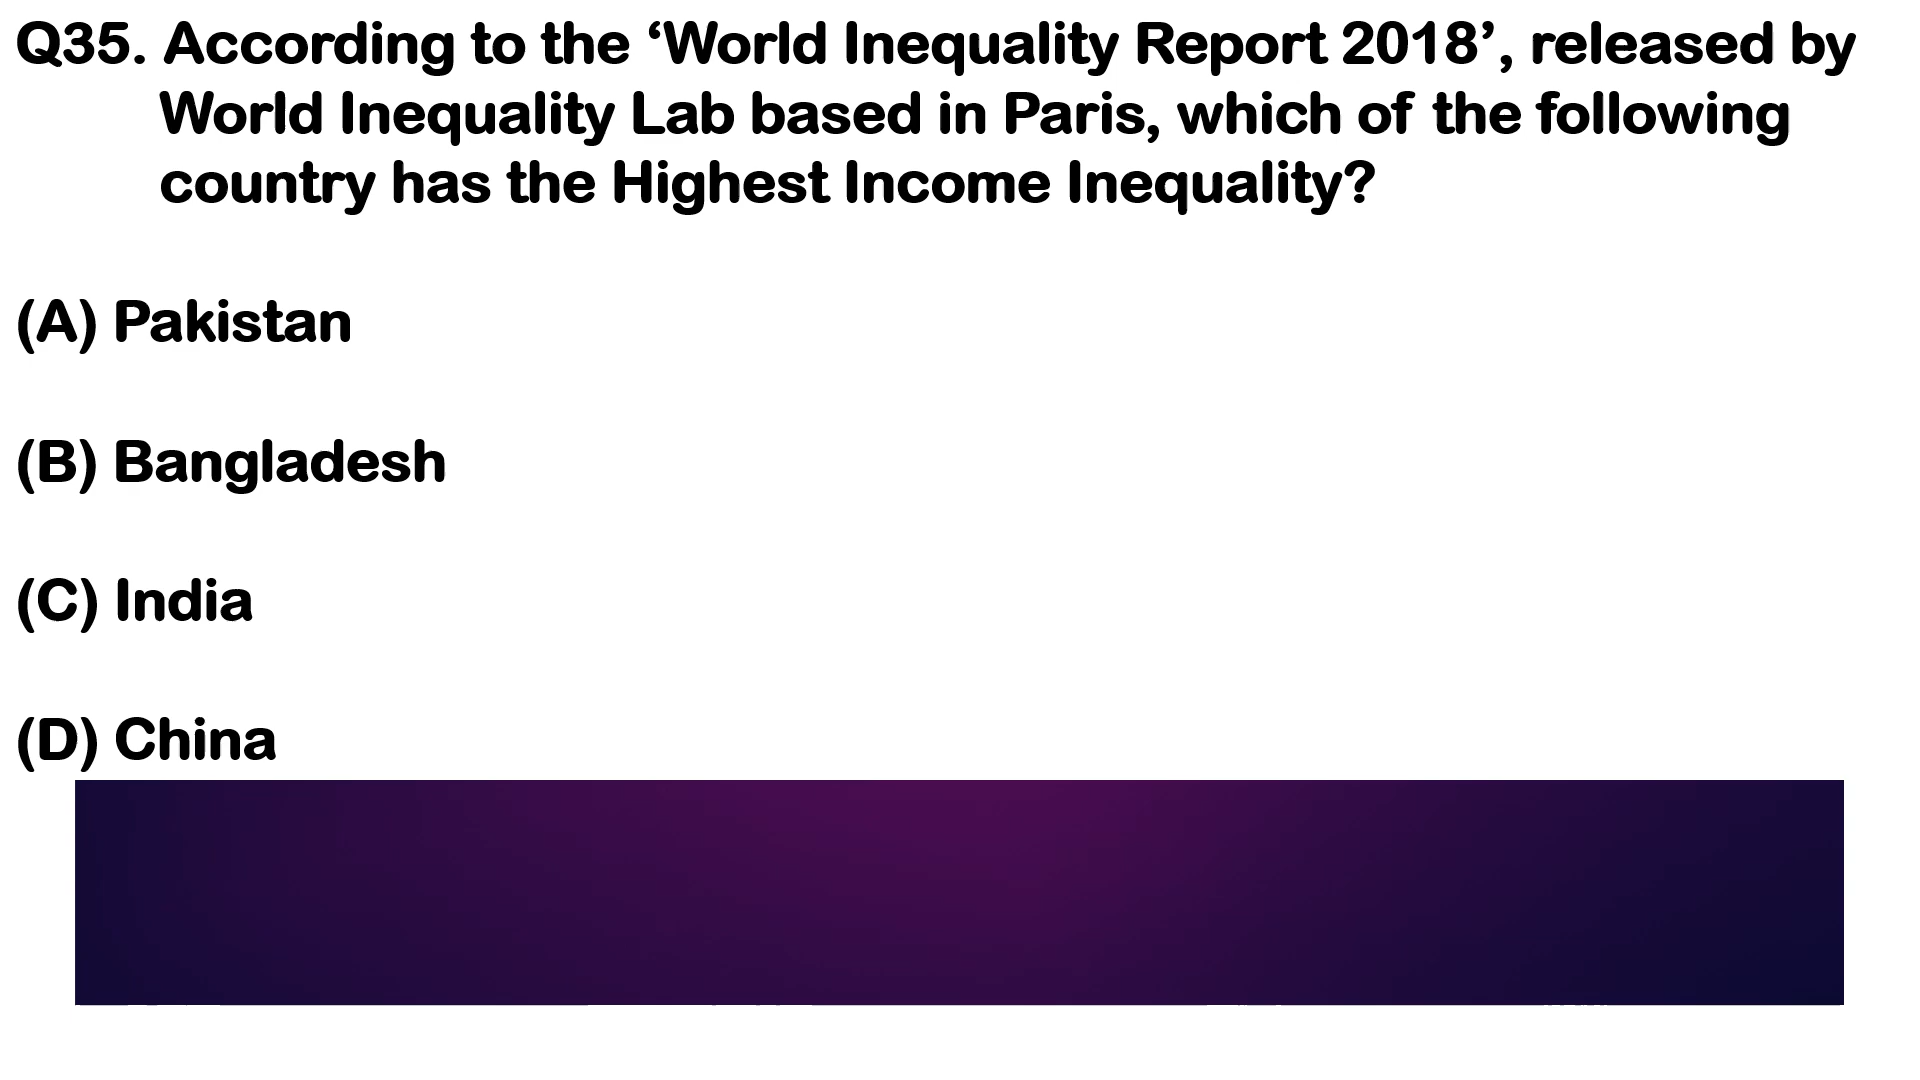 Q35. According to the ‘World Inequality Report 2018’, released by
World Inequality Lab based in Paris, which of the following
country has the Highest Income Inequality?
(A) Pakistan
(B) Bangladesh
(C) India
(D) China